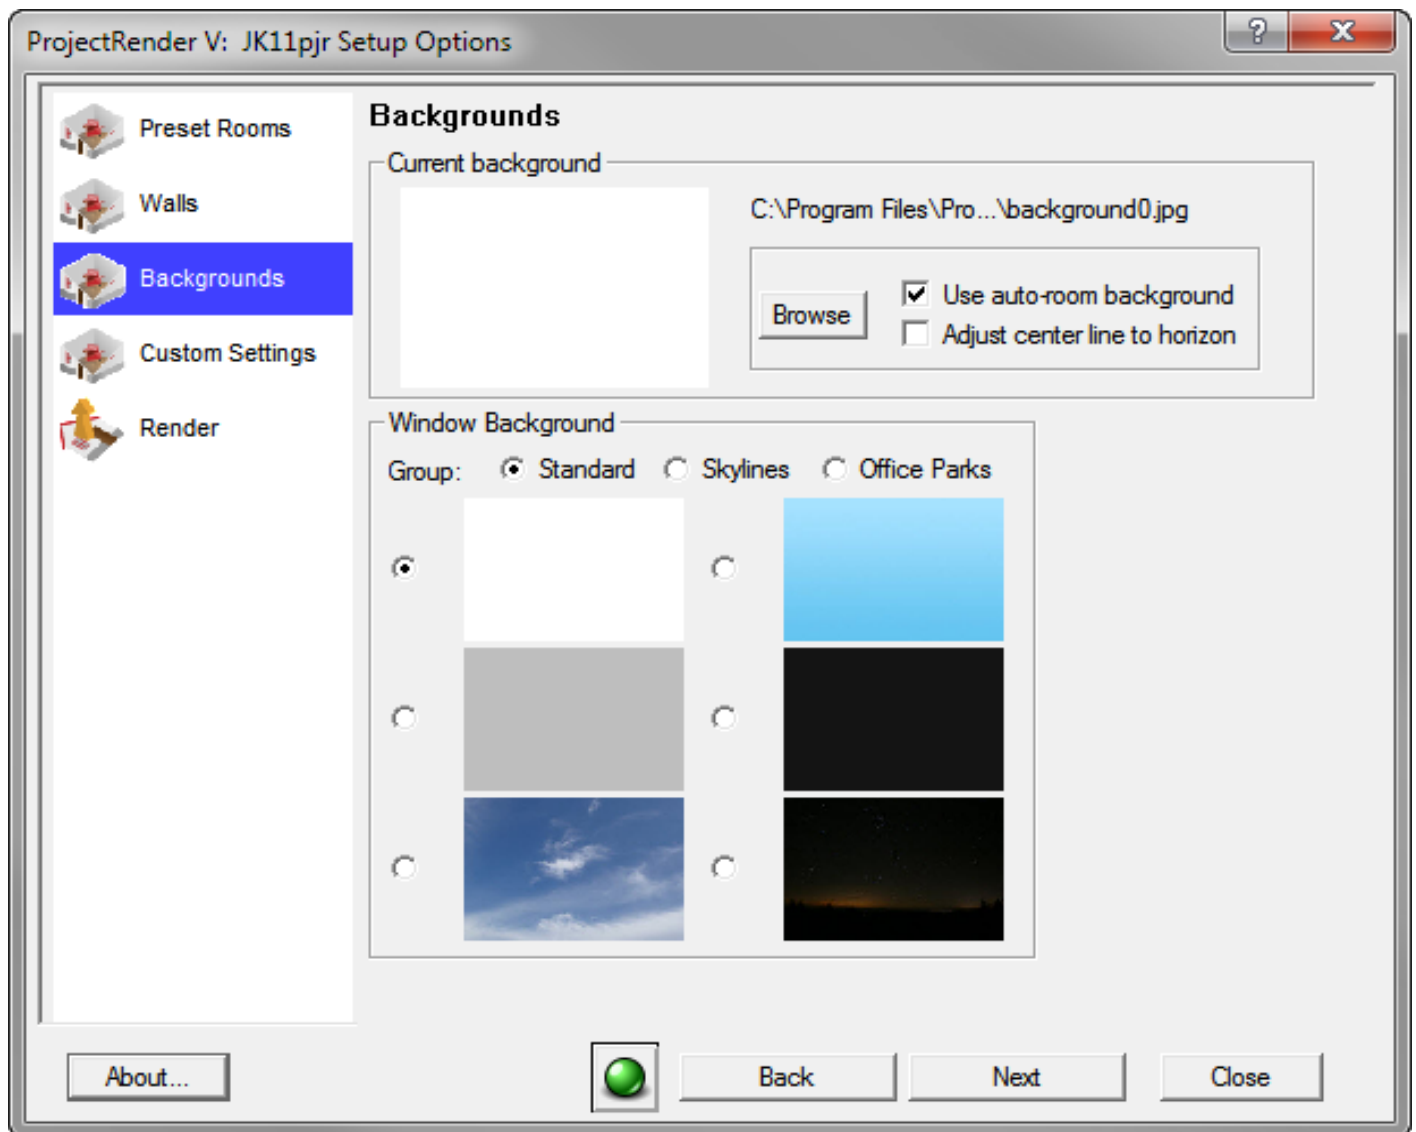 ProjectRender V:  JK11pjr Setup Options
Preset Rooms
Walls
Backgrounds
Custom Settings
Render
Backgrounds
Current background
C:\Program Files\Pro...\background0.jpg
Browse
Use auto-room background
Adjust center line to horizon
Window Background
Group: Standard Skylines Office Parks
About... Back Next Close